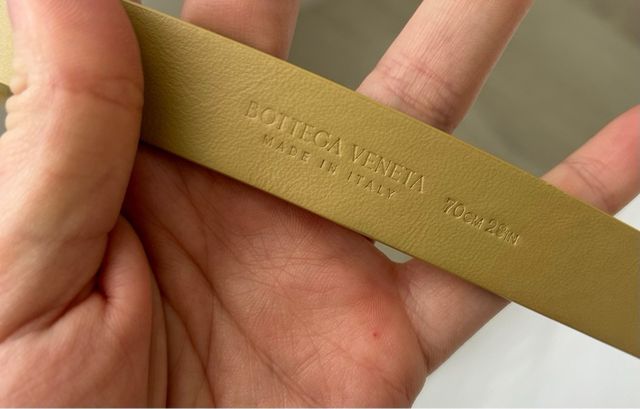 BOTTEGA VENETA
MADE IN ITALY
70CM 28IN